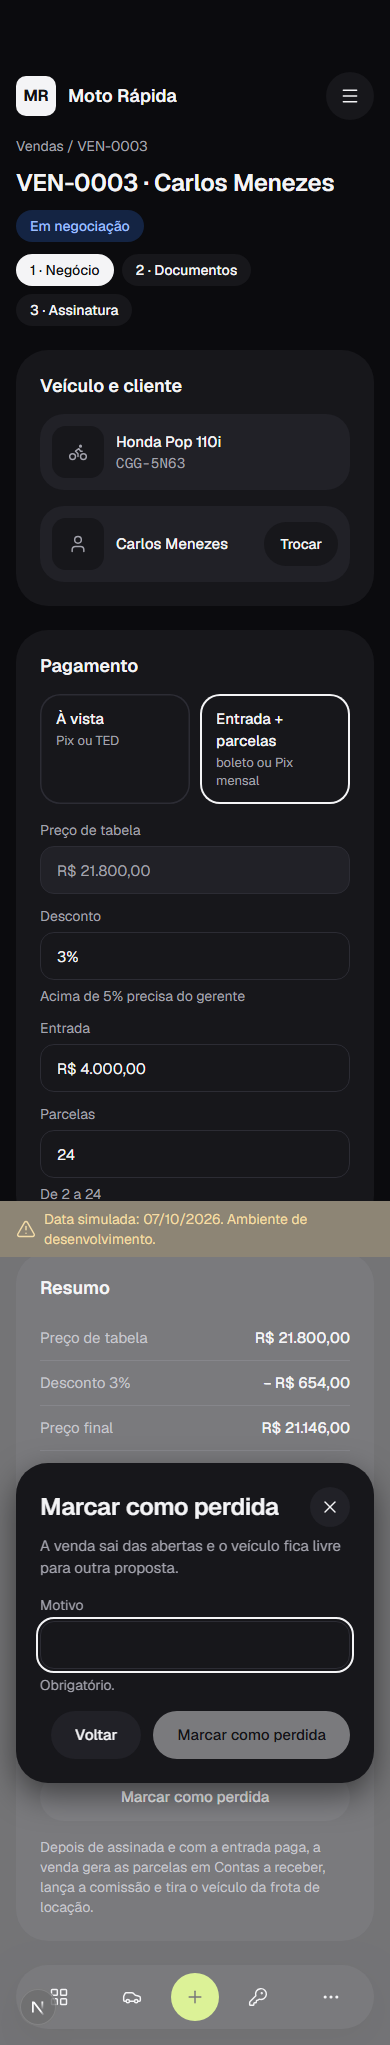 MR Moto Rápida
Vendas / VEN-0003
VEN-0003 · Carlos Menezes
Em negociação
1 · Negócio
2 · Documentos
3 · Assinatura
Veículo e cliente
Honda Pop 110i
CGG-5N63
Carlos Menezes
Trocar
Pagamento
À vista
Pix ou TED
Entrada +
parcelas
boleto ou Pix
mensal
Preço de tabela
R$ 21.800,00
Desconto
3%
Acima de 5% precisa do gerente
Entrada
R$ 4.000,00
Parcelas
24
De 2 a 24
Data simulada: 07/10/2026. Ambiente de
desenvolvimento.
Resumo
Preço de tabela R$ 21.800,00
Desconto 3% − R$ 654,00
Preço final R$ 21.146,00
Marcar como perdida
A venda sai das abertas e o veículo fica livre
para outra proposta.
Motivo
Obrigatório.
Voltar
Marcar como perdida
Marcar como perdida
Depois de assinada e com a entrada paga, a
venda gera as parcelas em Contas a receber,
lança a comissão e tira o veículo da frota de
locação.
N